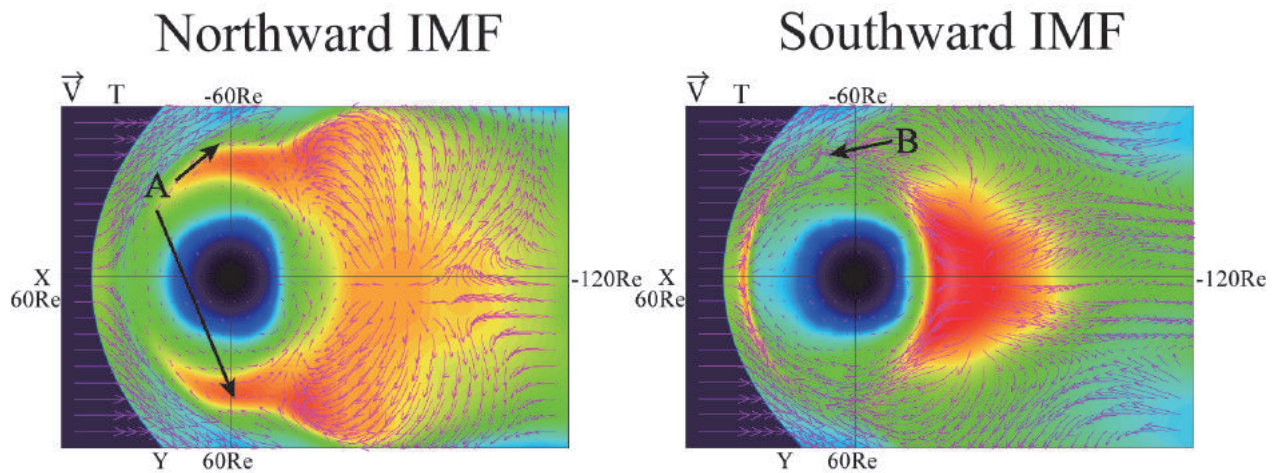 Northward IMF
Southward IMF
V T -60Re
A
X
60Re
-120Re
Y 60Re
V T -60Re
B
X
60Re
-120Re
Y 60Re